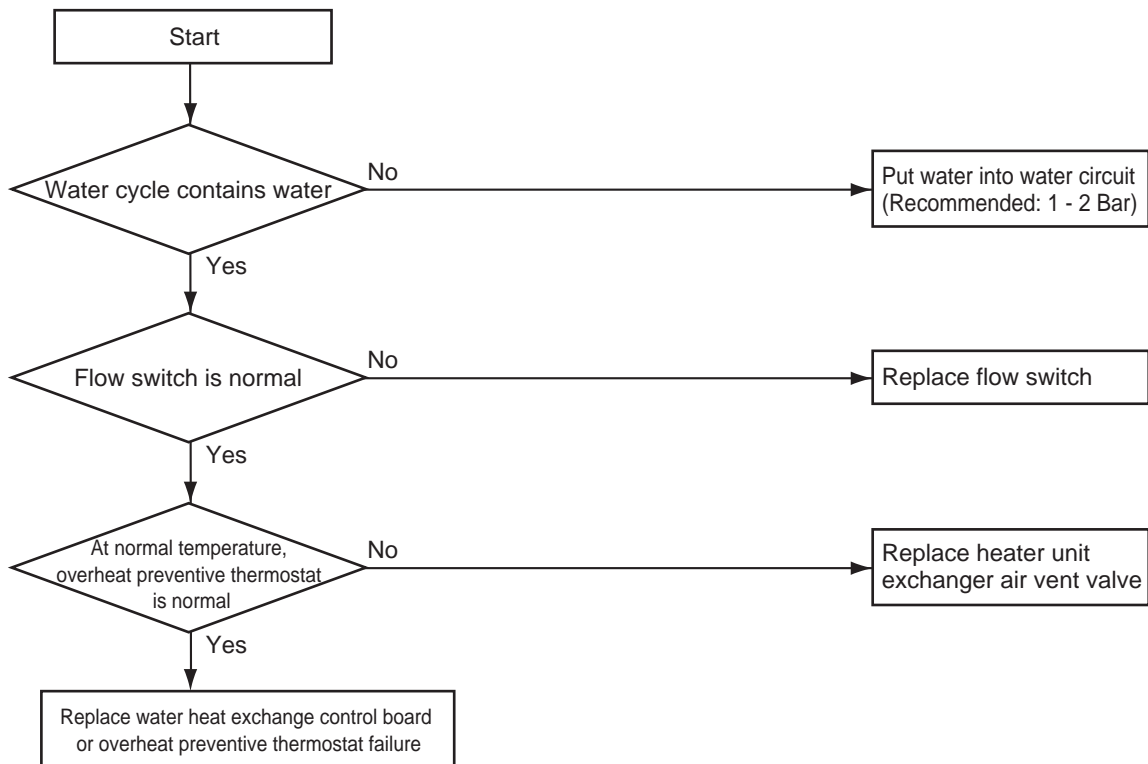 Start
Water cycle contains water
No
Put water into water circuit
(Recommended: 1 - 2 Bar)
Yes
Flow switch is normal
No
Replace flow switch
Yes
At normal temperature,
overheat preventive thermostat
is normal
No
Replace heater unit
exchanger air vent valve
Yes
Replace water heat exchange control board
or overheat preventive thermostat failure